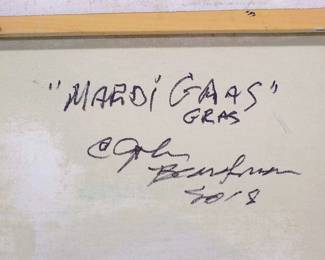 "MARDI GAAS"
GRAS
© John
2018